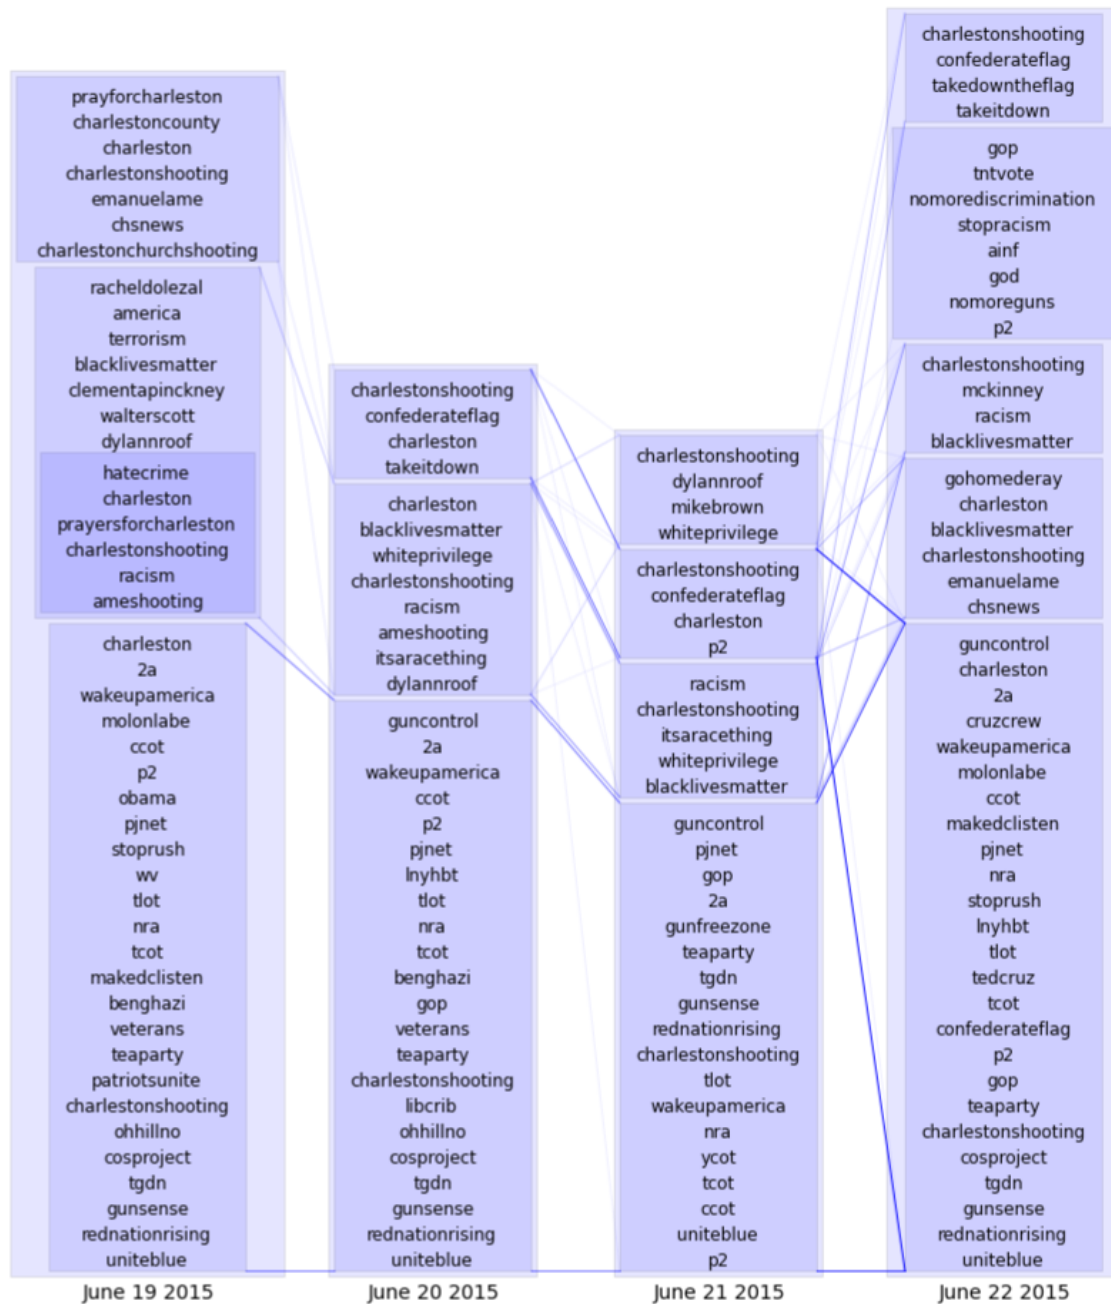 prayforcharleston
charlestoncounty
charleston
charlestonshooting
emanuelame
chsnews
charlestonchurchshooting
racheldolezal
america
terrorism
blacklivesmatter
clementapinckney
walterscott
dylannroof
hatecrime
charleston
prayersforcharleston
charlestonshooting
racism
ameshooting
charleston
2a
wakeupamerica
molonlabe
ccot
p2
obama
pjnet
stoprush
wv
tlot
nra
tcot
makedclisten
benghazi
veterans
teaparty
patriotsunite
charlestonshooting
ohhillno
cosproject
tgdn
gunsense
rednationrising
uniteblue
June 19 2015
charlestonshooting
confederateflag
charleston
takeitdown
charleston
blacklivesmatter
whiteprivilege
charlestonshooting
racism
ameshooting
itsaracething
dylannroof
guncontrol
2a
wakeupamerica
ccot
p2
pjnet
lnyhbt
tlot
nra
tcot
benghazi
gop
veterans
teaparty
charlestonshooting
libcrib
ohhillno
cosproject
tgdn
gunsense
rednationrising
uniteblue
June 20 2015
charlestonshooting
dylannroof
mikebrown
whiteprivilege
charlestonshooting
confederateflag
charleston
p2
racism
charlestonshooting
itsaracething
whiteprivilege
blacklivesmatter
guncontrol
pjnet
gop
2a
gunfreezone
teaparty
tgdn
gunsense
rednationrising
charlestonshooting
tlot
wakeupamerica
nra
ycot
tcot
ccot
uniteblue
p2
June 21 2015
charlestonshooting
confederateflag
takedowntheflag
takeitdown
gop
tntvote
nomorediscrimination
stopracism
ainf
god
nomoreguns
p2
charlestonshooting
mckinney
racism
blacklivesmatter
gohomederay
charleston
blacklivesmatter
charlestonshooting
emanuelame
chsnews
guncontrol
charleston
2a
cruzcrew
wakeupamerica
molonlabe
ccot
makedclisten
pjnet
nra
stoprush
lnyhbt
tlot
tedcruz
tcot
confederateflag
p2
gop
teaparty
charlestonshooting
cosproject
tgdn
gunsense
rednationrising
uniteblue
June 22 2015